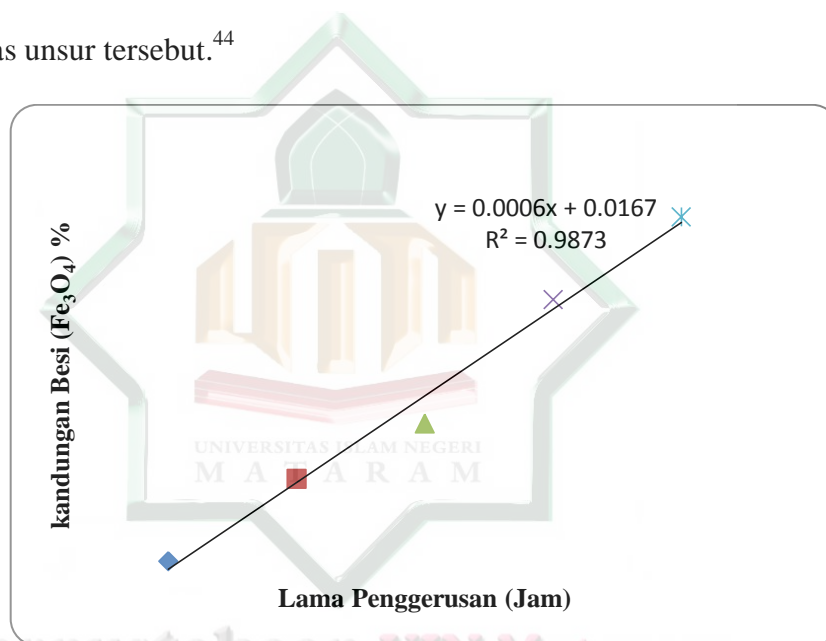 as unsur tersebut.⁴⁴
kandungan Besi (Fe₃O₄) %
y = 0.0006x + 0.0167
R² = 0.9873
UNIVERSITAS ISLAM NEGERI
MATARAM
Lama Penggerusan (Jam)